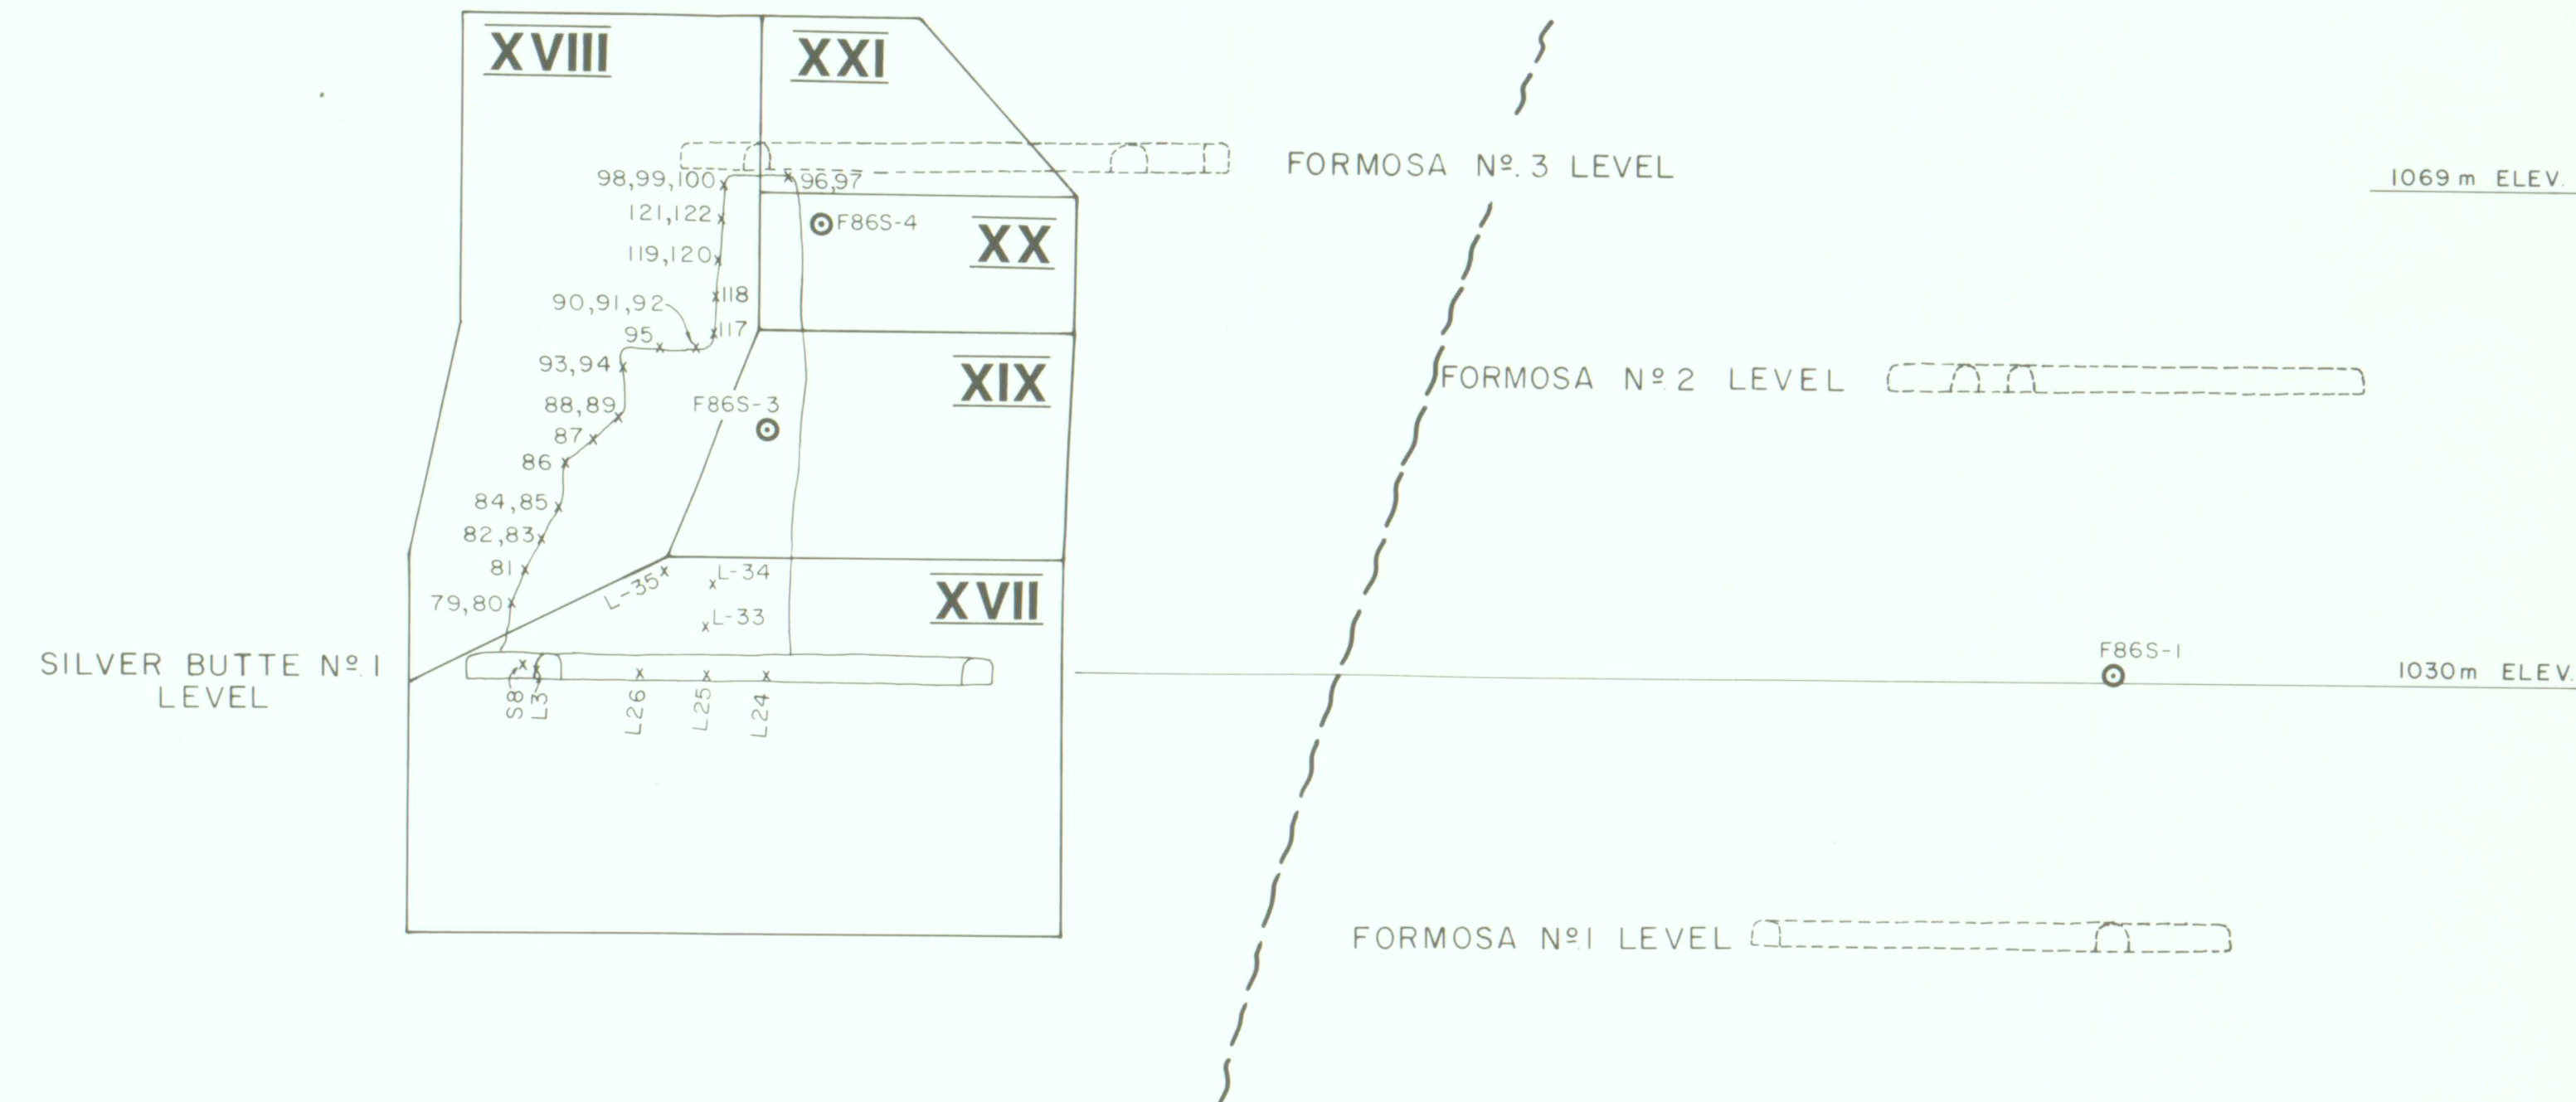 XVIII
XXI
FORMOSA Nº. 3 LEVEL
1069 m ELEV.
98,99,100
96,97
121,122
F86S-4
XX
119,120
118
90,91,92
117
95
93,94
XIX
FORMOSA Nº. 2 LEVEL
88,89
F86S-3
87
86
84,85
82,83
81
L-35
L-34
79,80
XVII
L-33
SILVER BUTTE Nº. 1
LEVEL
F86S-1
1030 m ELEV.
S8
L3
L26
L25
L24
FORMOSA Nº. 1 LEVEL